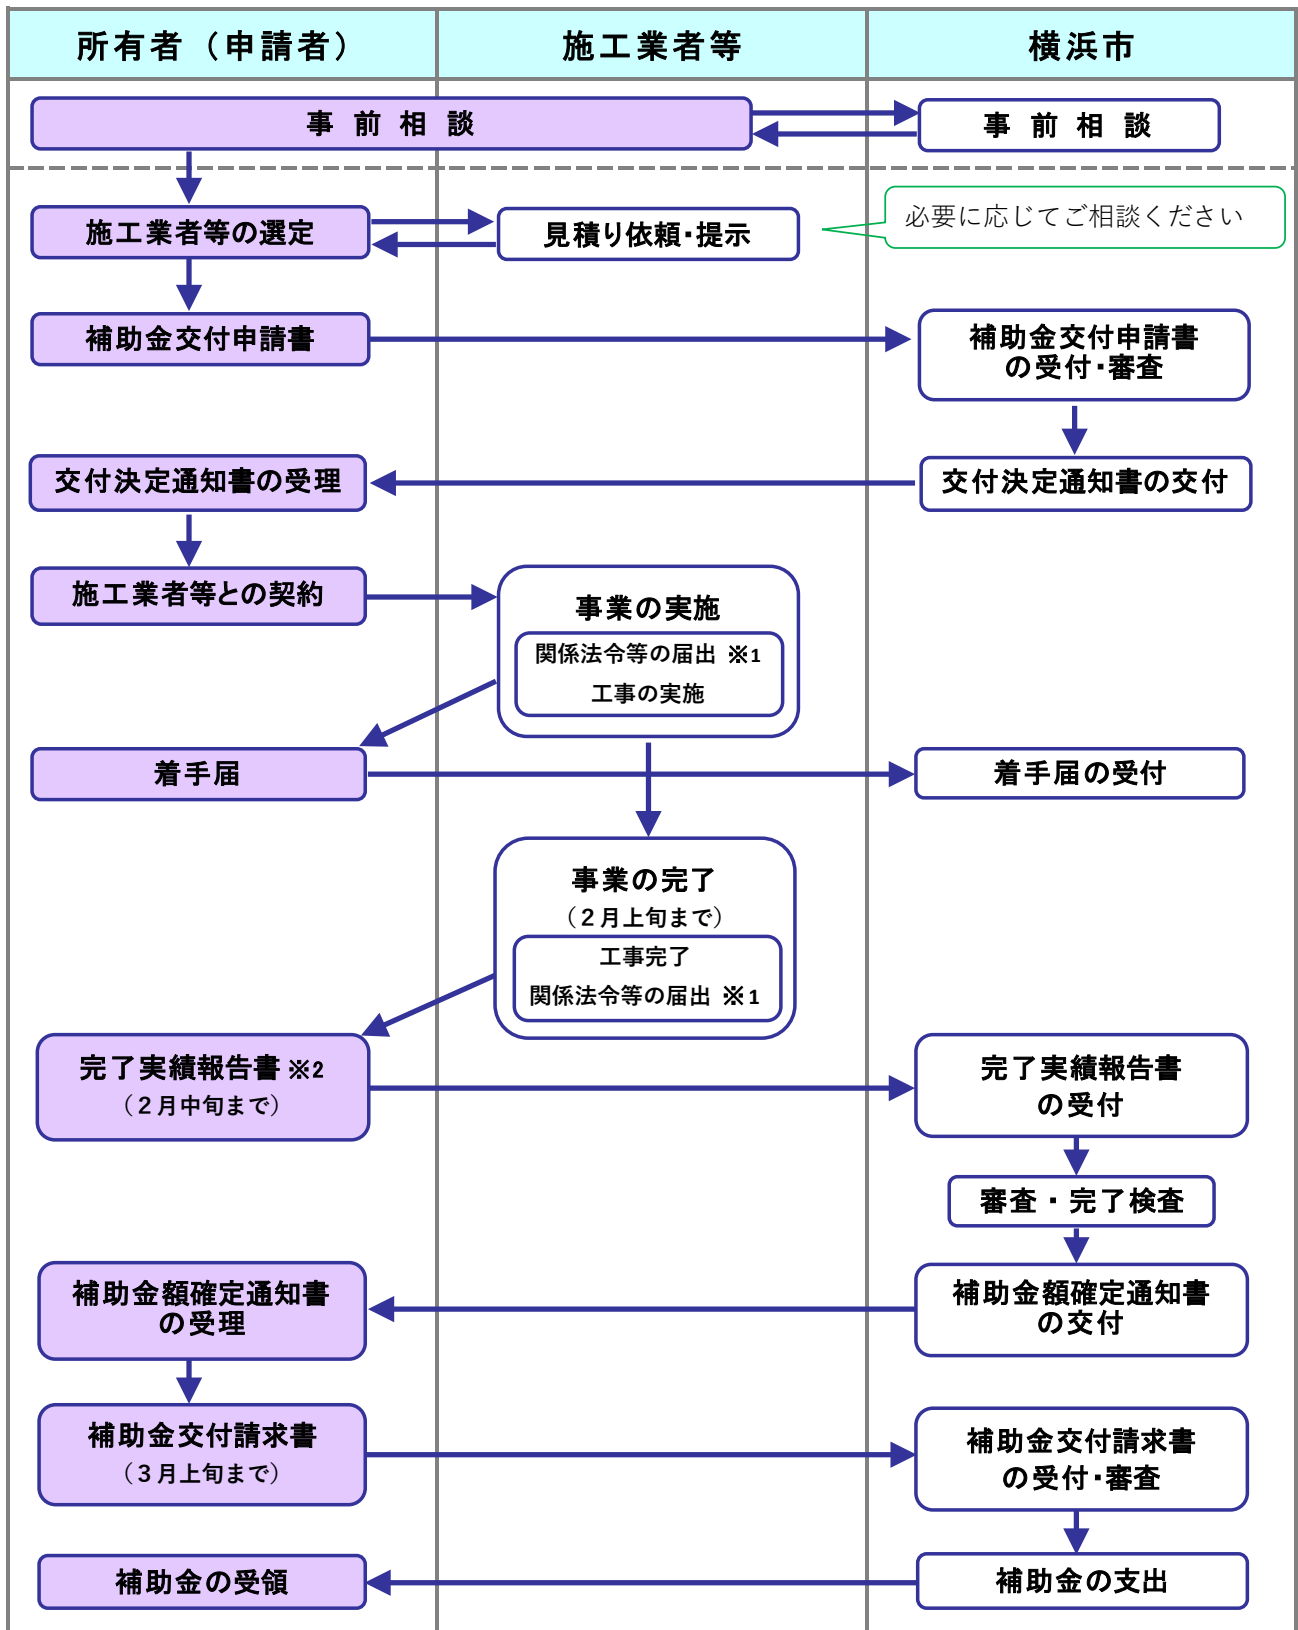 所有者（申請者）
施工業者等
横浜市
事前相談
事前相談
施工業者等の選定
見積り依頼・提示
必要に応じてご相談ください
補助金交付申請書
補助金交付申請書
の受付・審査
交付決定通知書の受理
交付決定通知書の交付
施工業者等との契約
事業の実施
関係法令等の届出 ※1
工事の実施
着手届
着手届の受付
事業の完了
（２月上旬まで）
工事完了
関係法令等の届出 ※1
完了実績報告書 ※2
（２月中旬まで）
完了実績報告書
の受付
審査・完了検査
補助金額確定通知書
の受理
補助金額確定通知書
の交付
補助金交付請求書
（３月上旬まで）
補助金交付請求書
の受付・審査
補助金の受領
補助金の支出